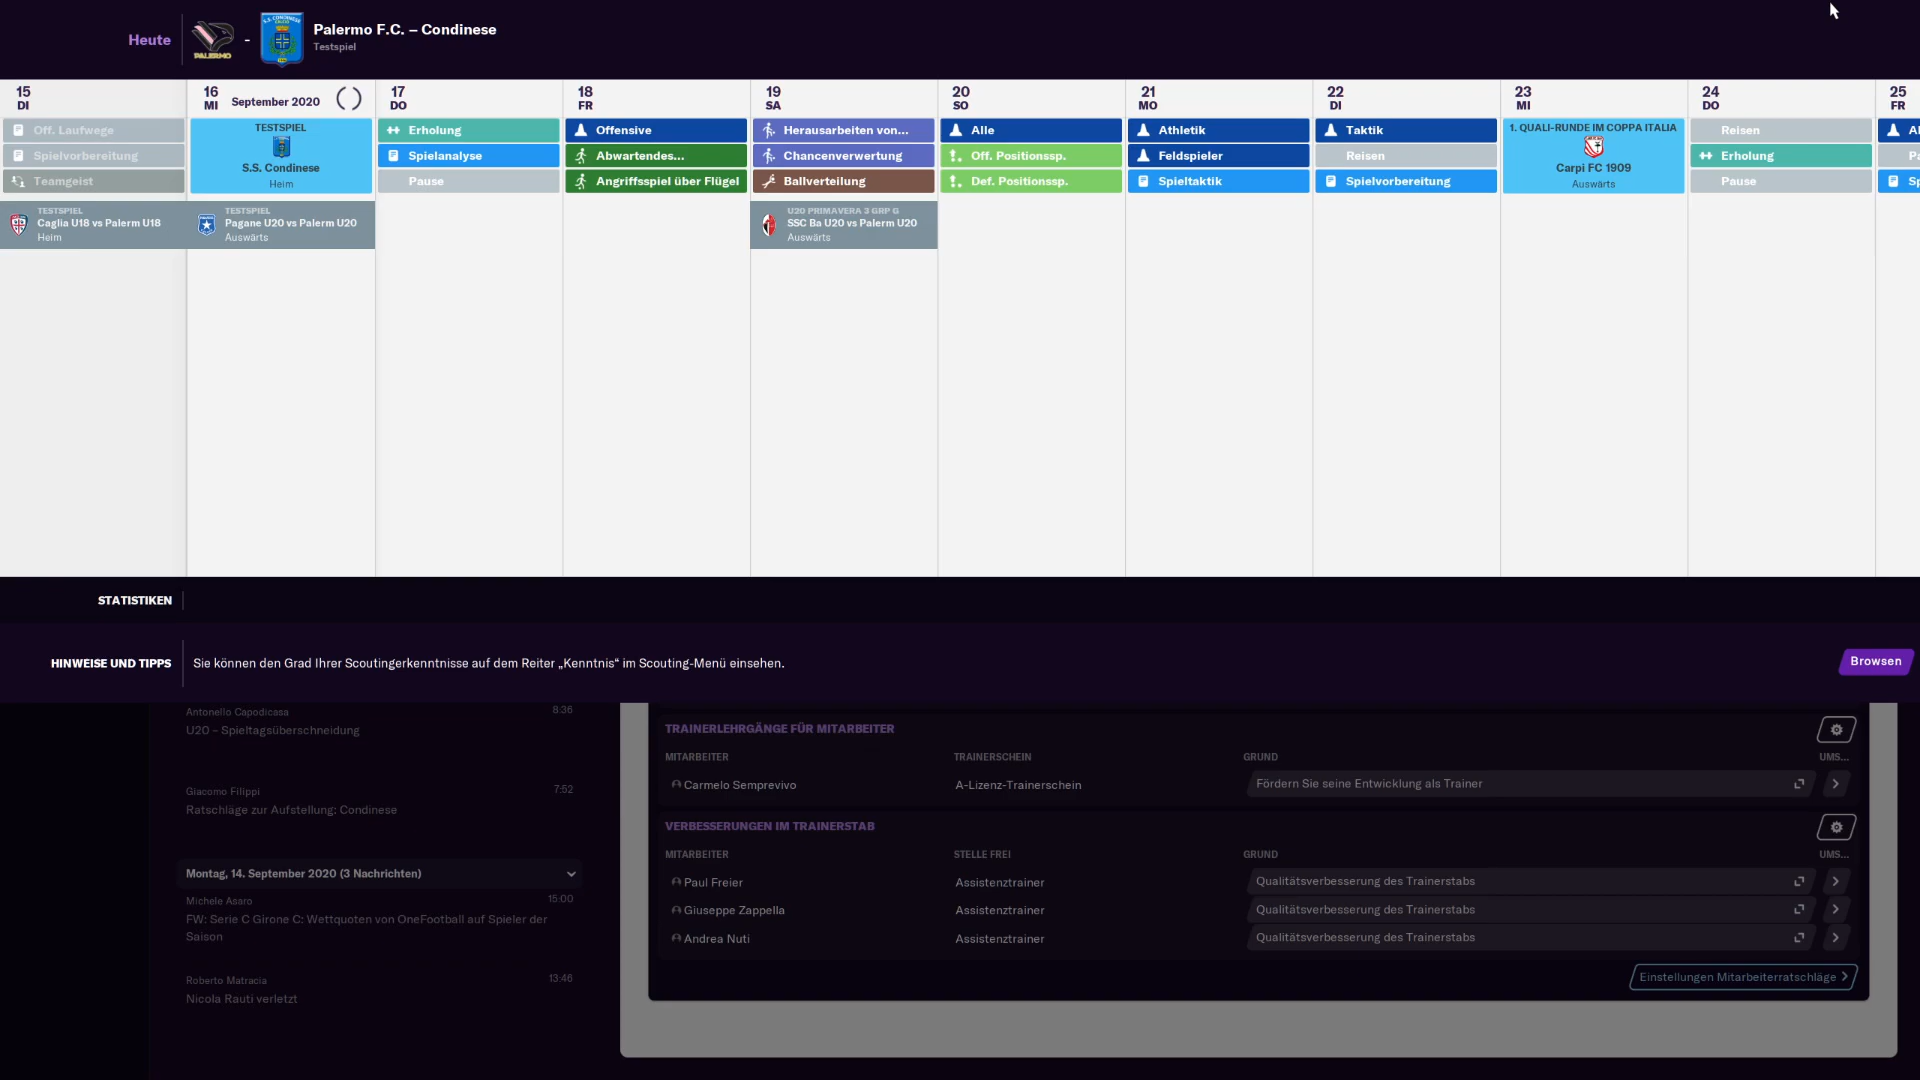 Heute
PALERMO
-
Palermo F.C. – Condinese
Testspiel
15
DI
16
MI
September 2020
17
DO
18
FR
19
SA
20
SO
21
MO
22
DI
23
MI
24
DO
25
FR
Off. Laufwege
Spielvorbereitung
Teamgeist
TESTSPIEL
S.S. Condinese
Heim
Erholung
Spielanalyse
Pause
Offensive
Abwartendes...
Angriffsspiel über Flügel
Herausarbeiten von...
Chancenverwertung
Ballverteilung
Alle
Off. Positionssp.
Def. Positionssp.
Athletik
Feldspieler
Spieltaktik
Taktik
Reisen
Spielvorbereitung
1. QUALI-RUNDE IM COPPA ITALIA
Carpi FC 1909
Auswärts
Reisen
Erholung
Pause
TESTSPIEL
Caglia U18 vs Palerm U18
Heim
TESTSPIEL
Pagane U20 vs Palerm U20
Auswärts
U20 PRIMAVERA 3 GRP G
SSC Ba U20 vs Palerm U20
Auswärts
STATISTIKEN
HINWEISE UND TIPPS
Sie können den Grad Ihrer Scoutingerkenntnisse auf dem Reiter „Kenntnis“ im Scouting-Menü einsehen.
Browsen
Antonello Capodicasa
8:36
U20 – Spieltagsüberschneidung
Giacomo Filippi
7:52
Ratschläge zur Aufstellung: Condinese
Montag, 14. September 2020 (3 Nachrichten)
Michele Asaro
15:00
FW: Serie C Girone C: Wettquoten von OneFootball auf Spieler der
Saison
Roberto Matracia
13:46
Nicola Rauti verletzt
TRAINERLEHRGÄNGE FÜR MITARBEITER
MITARBEITER
TRAINERSCHEIN
GRUND
UMS...
Carmelo Semprevivo
A-Lizenz-Trainerschein
Fördern Sie seine Entwicklung als Trainer
VERBESSERUNGEN IM TRAINERSTAB
MITARBEITER
STELLE FREI
GRUND
UMS...
Paul Freier
Assistenztrainer
Qualitätsverbesserung des Trainerstabs
Giuseppe Zappella
Assistenztrainer
Qualitätsverbesserung des Trainerstabs
Andrea Nuti
Assistenztrainer
Qualitätsverbesserung des Trainerstabs
Einstellungen Mitarbeiterratschläge